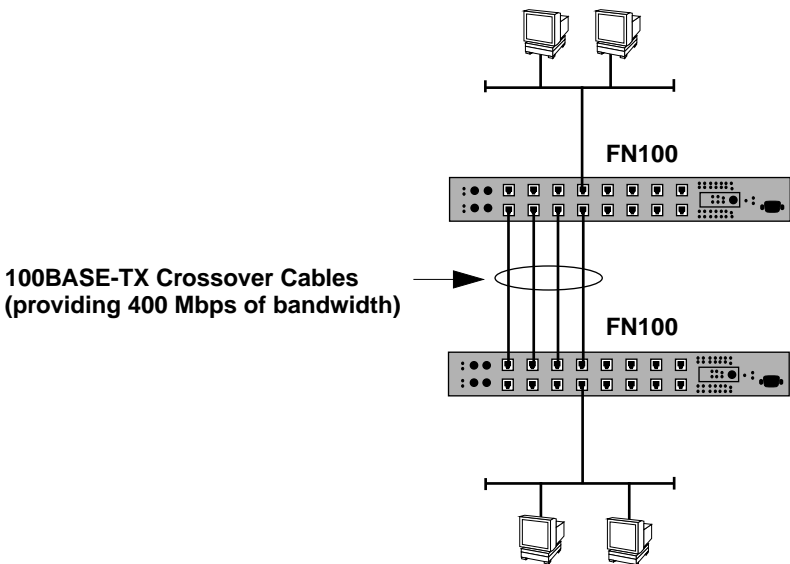 FN100
100BASE-TX Crossover Cables
(providing 400 Mbps of bandwidth)
FN100